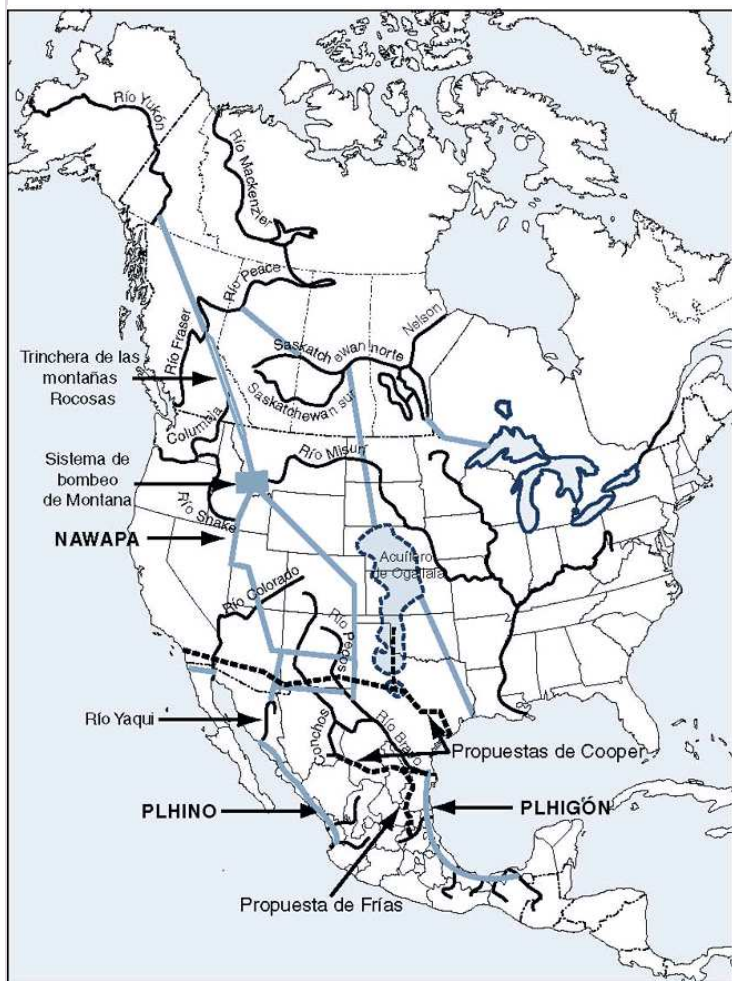 Río Yukón
Río Mackenzier
Río Peace
Río Fraser
Nelson
Saskatchewan norte
Saskatchewan sur
Trinchera de las
montañas
Rocosas
Columbia
Río Misuri
Sistema de
bombeo
de Montana
Río Snake
NAWAPA
Acuífero
de Ogallala
Río Colorado
Río Pecos
Río Yaqui
Conchos
Río Bravo
Propuestas de Cooper
PLHINO
PLHIGÓN
Propuesta de Frías